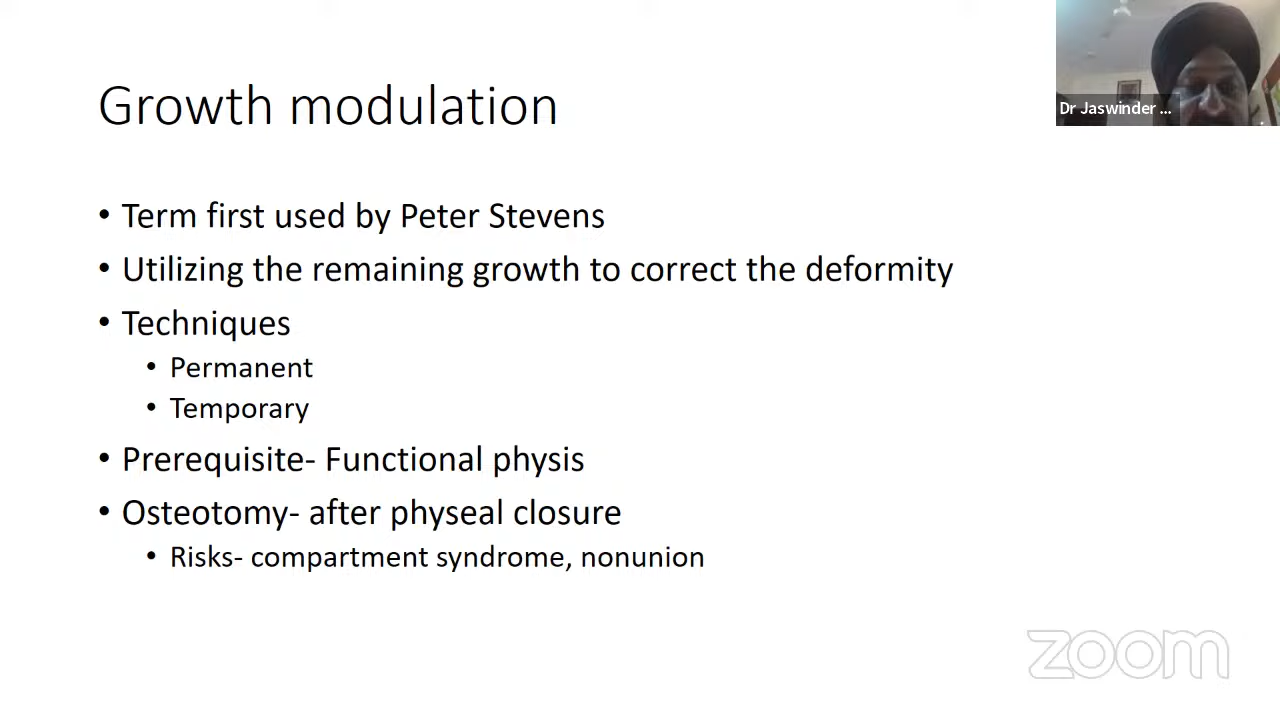 Dr Jaswinder ...
Growth modulation
• Term first used by Peter Stevens
• Utilizing the remaining growth to correct the deformity
• Techniques
• Permanent
• Temporary
• Prerequisite- Functional physis
• Osteotomy- after physeal closure
• Risks- compartment syndrome, nonunion
zoom